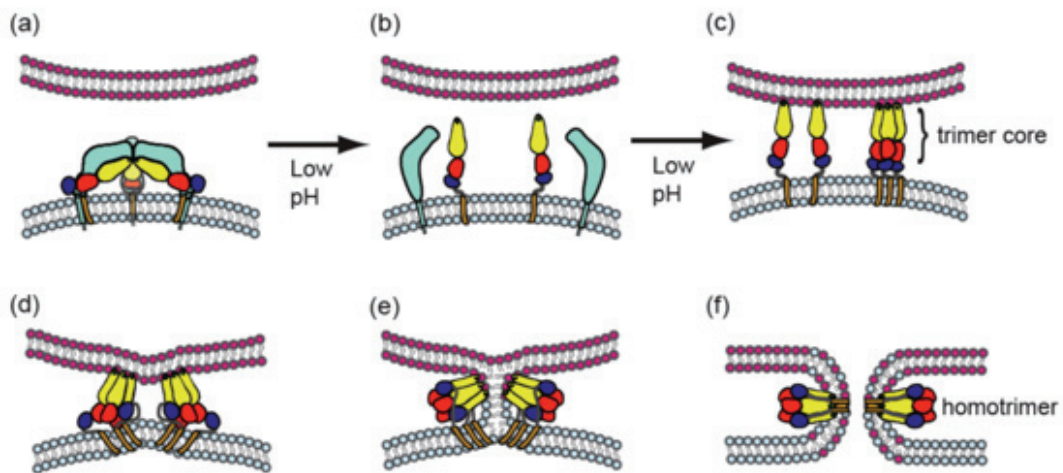 (a)
(b)
(c)
Low
pH
Low
pH
trimer core
(d)
(e)
(f)
homotrimer